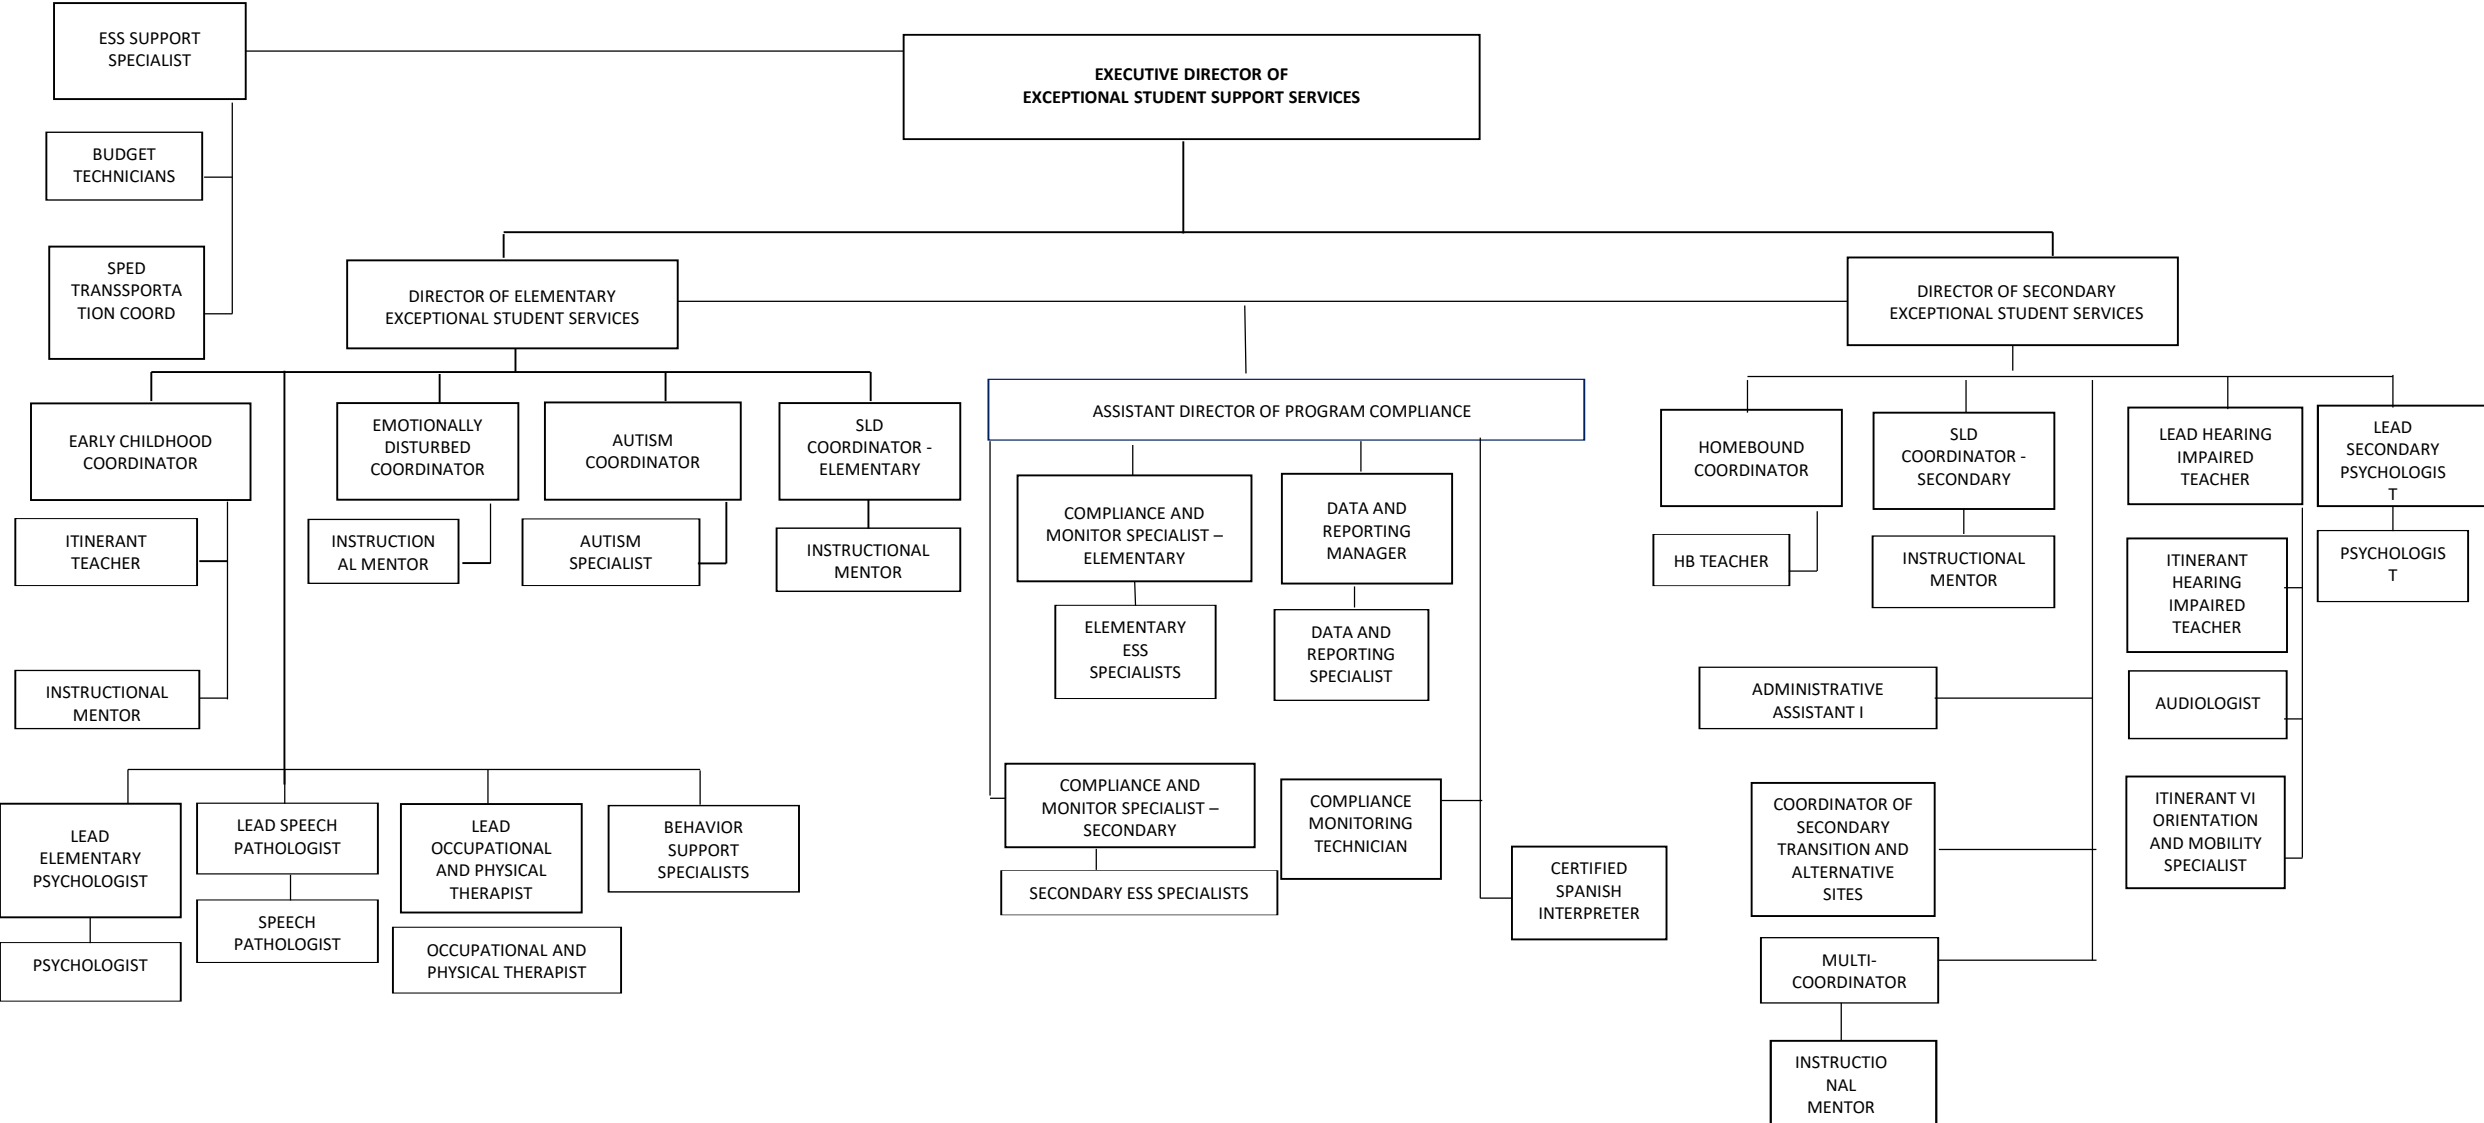 ESS SUPPORT
SPECIALIST
EXECUTIVE DIRECTOR OF
EXCEPTIONAL STUDENT SUPPORT SERVICES
BUDGET
TECHNICIANS
SPED
TRANSSPORTA
TION COORD
DIRECTOR OF ELEMENTARY
EXCEPTIONAL STUDENT SERVICES
DIRECTOR OF SECONDARY
EXCEPTIONAL STUDENT SERVICES
EARLY CHILDHOOD
COORDINATOR
EMOTIONALLY
DISTURBED
COORDINATOR
AUTISM
COORDINATOR
SLD
COORDINATOR -
ELEMENTARY
ASSISTANT DIRECTOR OF PROGRAM COMPLIANCE
HOMEBOUND
COORDINATOR
SLD
COORDINATOR -
SECONDARY
LEAD HEARING
IMPAIRED
TEACHER
LEAD
SECONDARY
PSYCHOLOGIS
T
ITINERANT
TEACHER
INSTRUCTION
AL MENTOR
AUTISM
SPECIALIST
INSTRUCTIONAL
MENTOR
COMPLIANCE AND
MONITOR SPECIALIST –
ELEMENTARY
DATA AND
REPORTING
MANAGER
HB TEACHER
INSTRUCTIONAL
MENTOR
ITINERANT
HEARING
IMPAIRED
TEACHER
PSYCHOLOGIS
T
ELEMENTARY
ESS
SPECIALISTS
DATA AND
REPORTING
SPECIALIST
INSTRUCTIONAL
MENTOR
ADMINISTRATIVE
ASSISTANT I
AUDIOLOGIST
LEAD
ELEMENTARY
PSYCHOLOGIST
LEAD SPEECH
PATHOLOGIST
LEAD
OCCUPATIONAL
AND PHYSICAL
THERAPIST
BEHAVIOR
SUPPORT
SPECIALISTS
COMPLIANCE AND
MONITOR SPECIALIST –
SECONDARY
COMPLIANCE
MONITORING
TECHNICIAN
COORDINATOR OF
SECONDARY
TRANSITION AND
ALTERNATIVE
SITES
ITINERANT VI
ORIENTATION
AND MOBILITY
SPECIALIST
SECONDARY ESS SPECIALISTS
CERTIFIED
SPANISH
INTERPRETER
PSYCHOLOGIST
SPEECH
PATHOLOGIST
OCCUPATIONAL AND
PHYSICAL THERAPIST
MULTI-
COORDINATOR
INSTRUCTIO
NAL
MENTOR